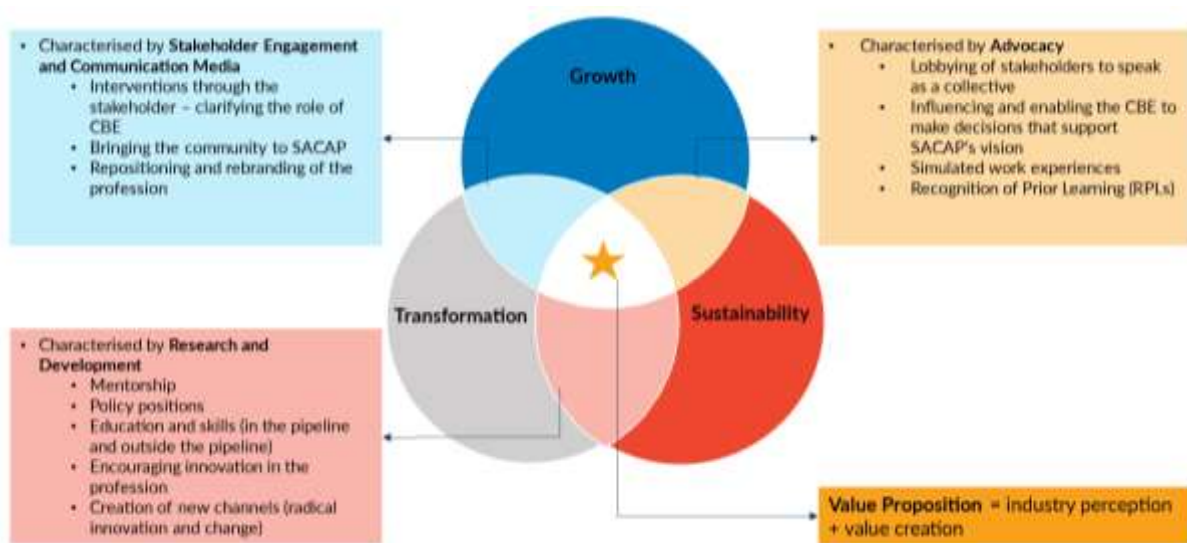 • Characterised by Stakeholder Engagement
and Communication Media
• Interventions through the
stakeholder – clarifying the role of
CBE
• Bringing the community to SACAP
• Repositioning and rebranding of the
profession
Growth
• Characterised by Advocacy
• Lobbying of stakeholders to speak
as a collective
• Influencing and enabling the CBE to
make decisions that support
SACAP's vision
• Simulated work experiences
• Recognition of Prior Learning (RPLs)
Transformation
Sustainability
• Characterised by Research and
Development
• Mentorship
• Policy positions
• Education and skills (in the pipeline
and outside the pipeline)
• Encouraging innovation in the
profession
• Creation of new channels (radical
innovation and change)
Value Proposition = industry perception
+ value creation